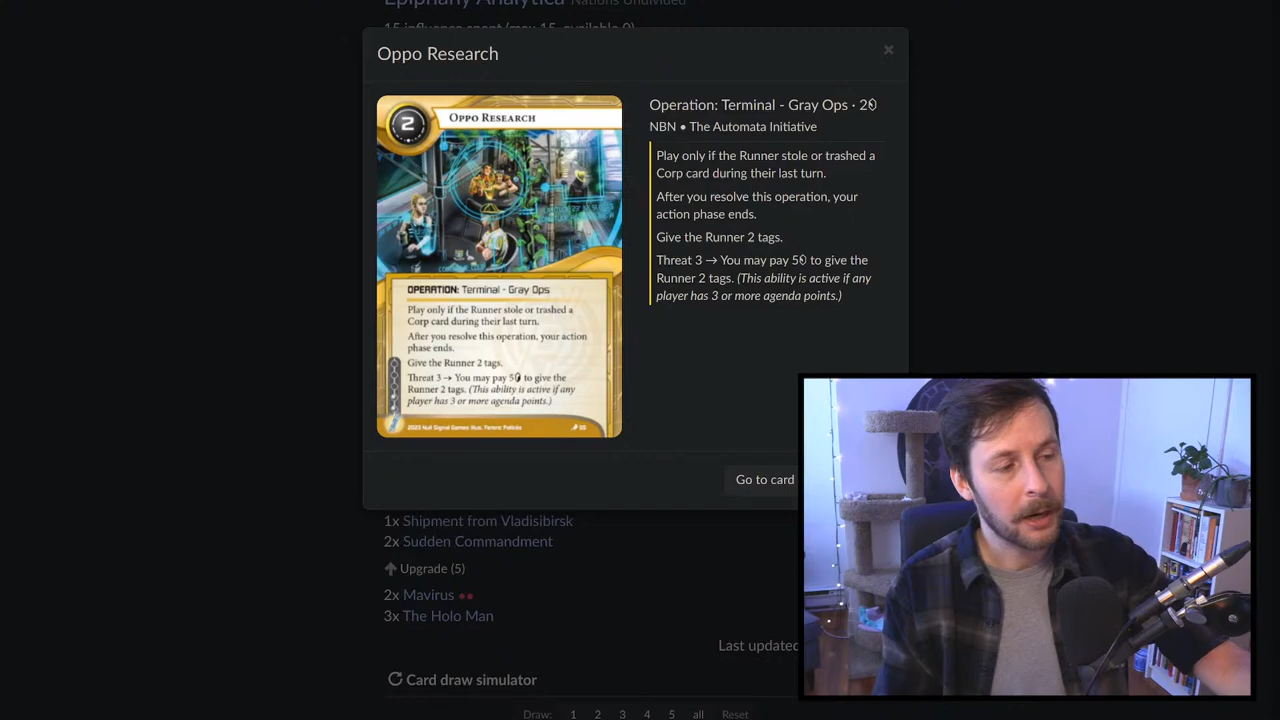 Epiphany Analytica Nations Undivided
15 influence spent (max 15, available 0)
Oppo Research
×
2
OPPO RESEARCH
OPERATION: Terminal - Gray Ops
Play only if the Runner stole or trashed a
Corp card during their last turn.
After you resolve this operation, your action
phase ends.
Give the Runner 2 tags.
Threat 3 → You may pay 5 to give the
Runner 2 tags. (This ability is active if any
player has 3 or more agenda points.)
Operation: Terminal - Gray Ops · 2
NBN • The Automata Initiative
Play only if the Runner stole or trashed a
Corp card during their last turn.
After you resolve this operation, your
action phase ends.
Give the Runner 2 tags.
Threat 3 → You may pay 5 to give the
Runner 2 tags. (This ability is active if any
player has 3 or more agenda points.)
Go to card
1x Shipment from Vladisibirsk
2x Sudden Commandment
Upgrade (5)
2x Mavirus ●●
3x The Holo Man
Last updated
Card draw simulator
Draw: 1 2 3 4 5 all Reset